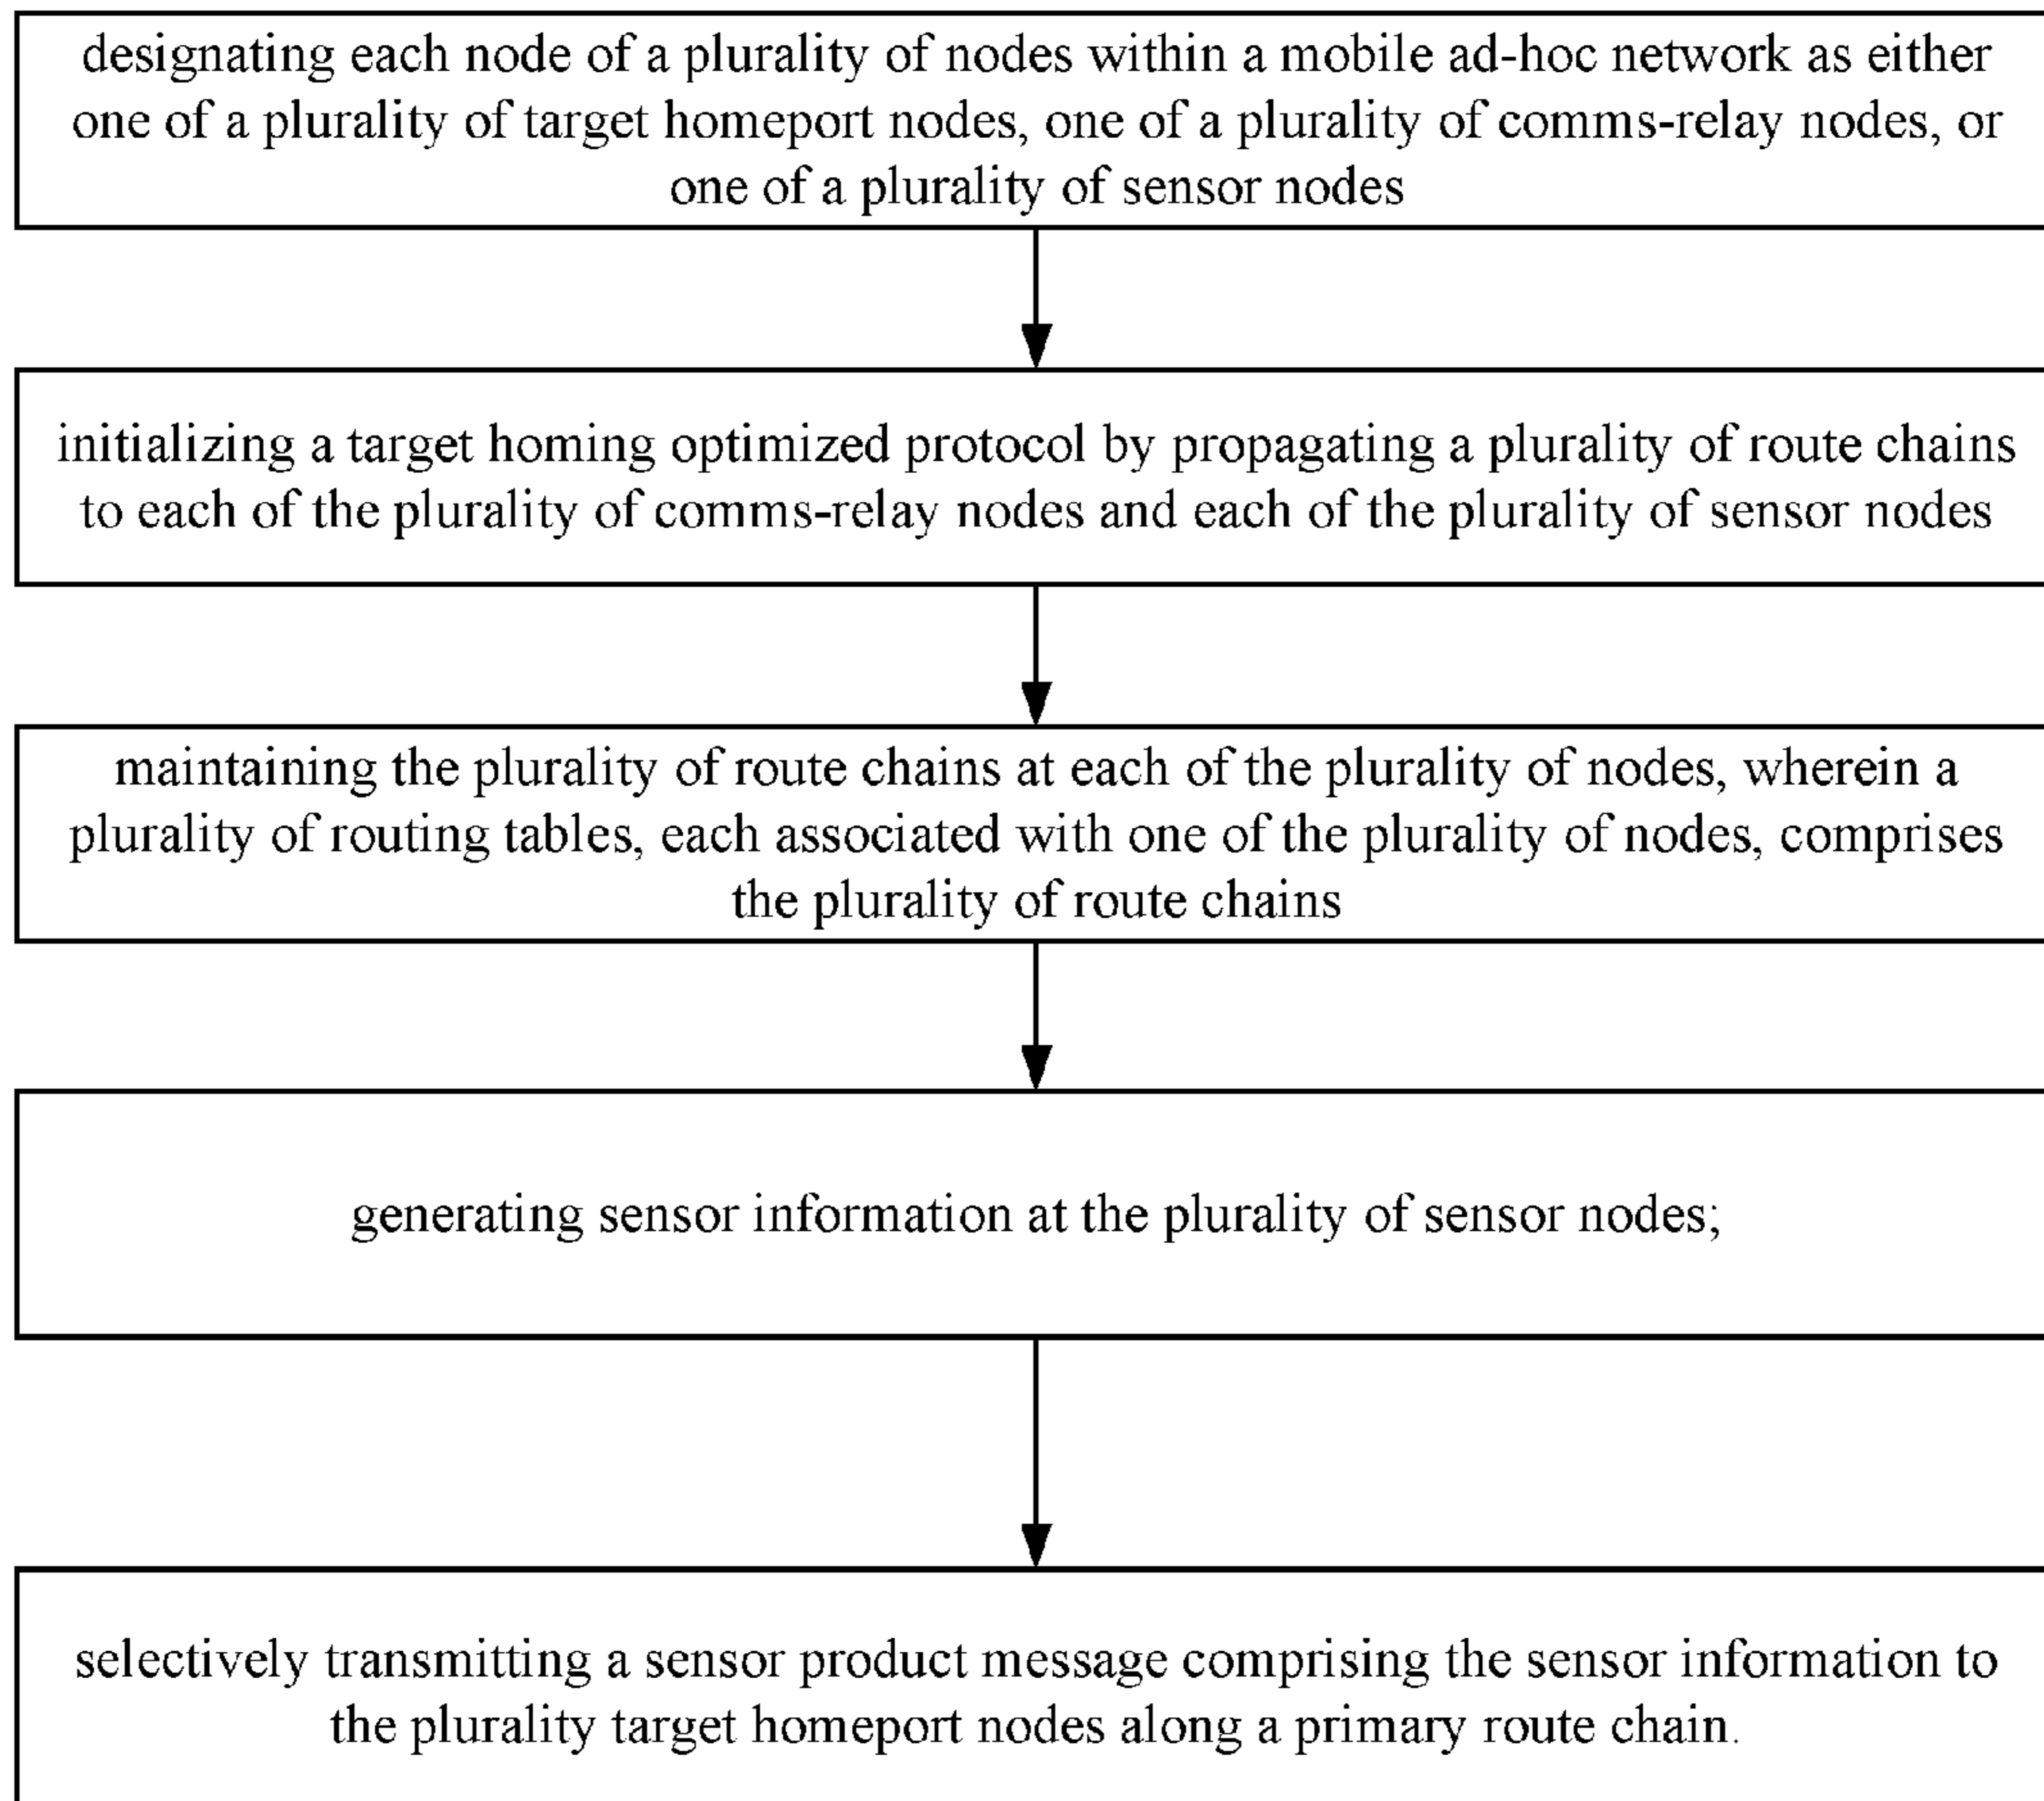 designating each node of a plurality of nodes within a mobile ad-hoc network as either
one of a plurality of target homeport nodes, one of a plurality of comms-relay nodes, or
one of a plurality of sensor nodes
initializing a target homing optimized protocol by propagating a plurality of route chains
to each of the plurality of comms-relay nodes and each of the plurality of sensor nodes
maintaining the plurality of route chains at each of the plurality of nodes, wherein a
plurality of routing tables, each associated with one of the plurality of nodes, comprises
the plurality of route chains
generating sensor information at the plurality of sensor nodes;
selectively transmitting a sensor product message comprising the sensor information to
the plurality target homeport nodes along a primary route chain.